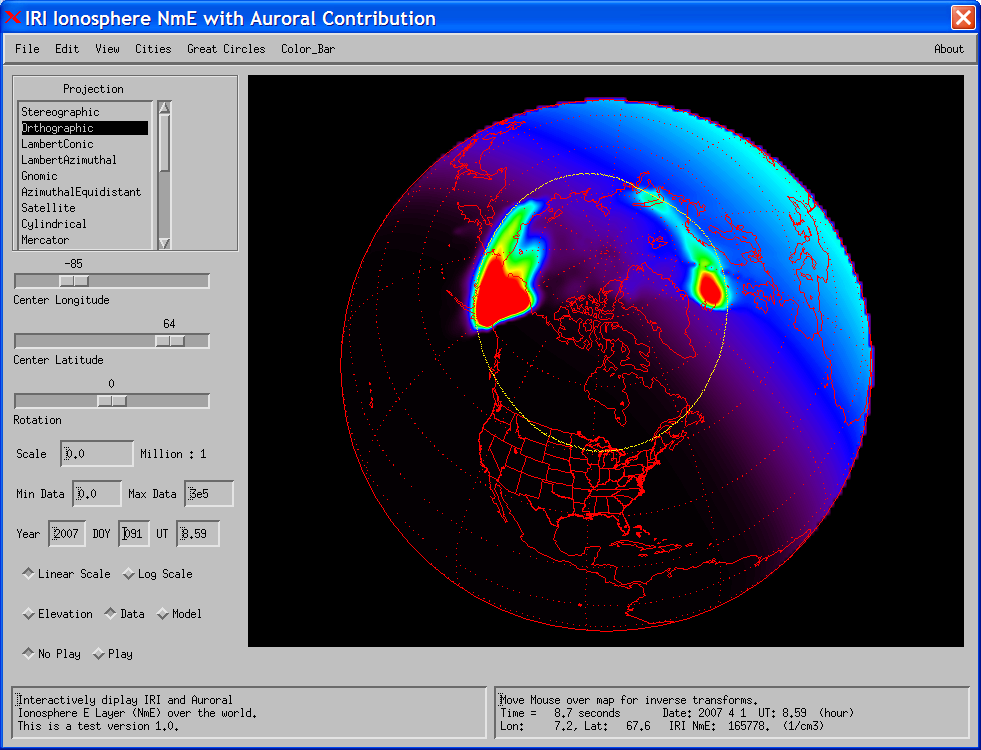 IRI Ionosphere NmE with Auroral Contribution
File Edit View Cities Great Circles Color_Bar About
Projection
Stereographic
Orthographic
LambertConic
LambertAzimuthal
Gnomic
AzimuthalEquidistant
Satellite
Cylindrical
Mercator
-85
Center Longitude
64
Center Latitude
0
Rotation
Scale 0.0 Million : 1
Min Data 0.0 Max Data 3e5
Year 2007 DOY 091 UT 8.59
Linear Scale Log Scale
Elevation Data Model
No Play Play
Interactively diplay IRI and Auroral
Ionosphere E Layer (NmE) over the world.
This is a test version 1.0.
Move Mouse over map for inverse transforms.
Time = 8.7 seconds Date: 2007 4 1 UT: 8.59 (hour)
Lon: 7.2, Lat: 67.6 IRI NmE: 165778. (1/cm3)